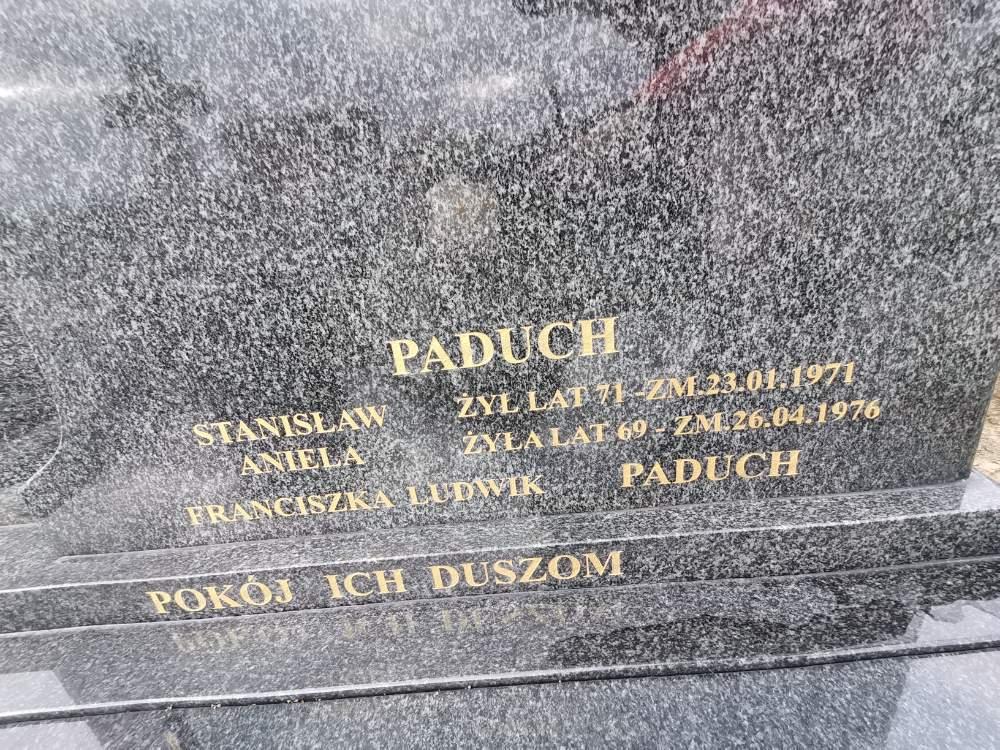 PADUCH
STANISŁAW ŻYŁ LAT 71 - ZM. 23.01.1971
ANIELA ŻYŁA LAT 69 - ZM. 26.04.1976
FRANCISZKA LUDWIK PADUCH
POKÓJ ICH DUSZOM